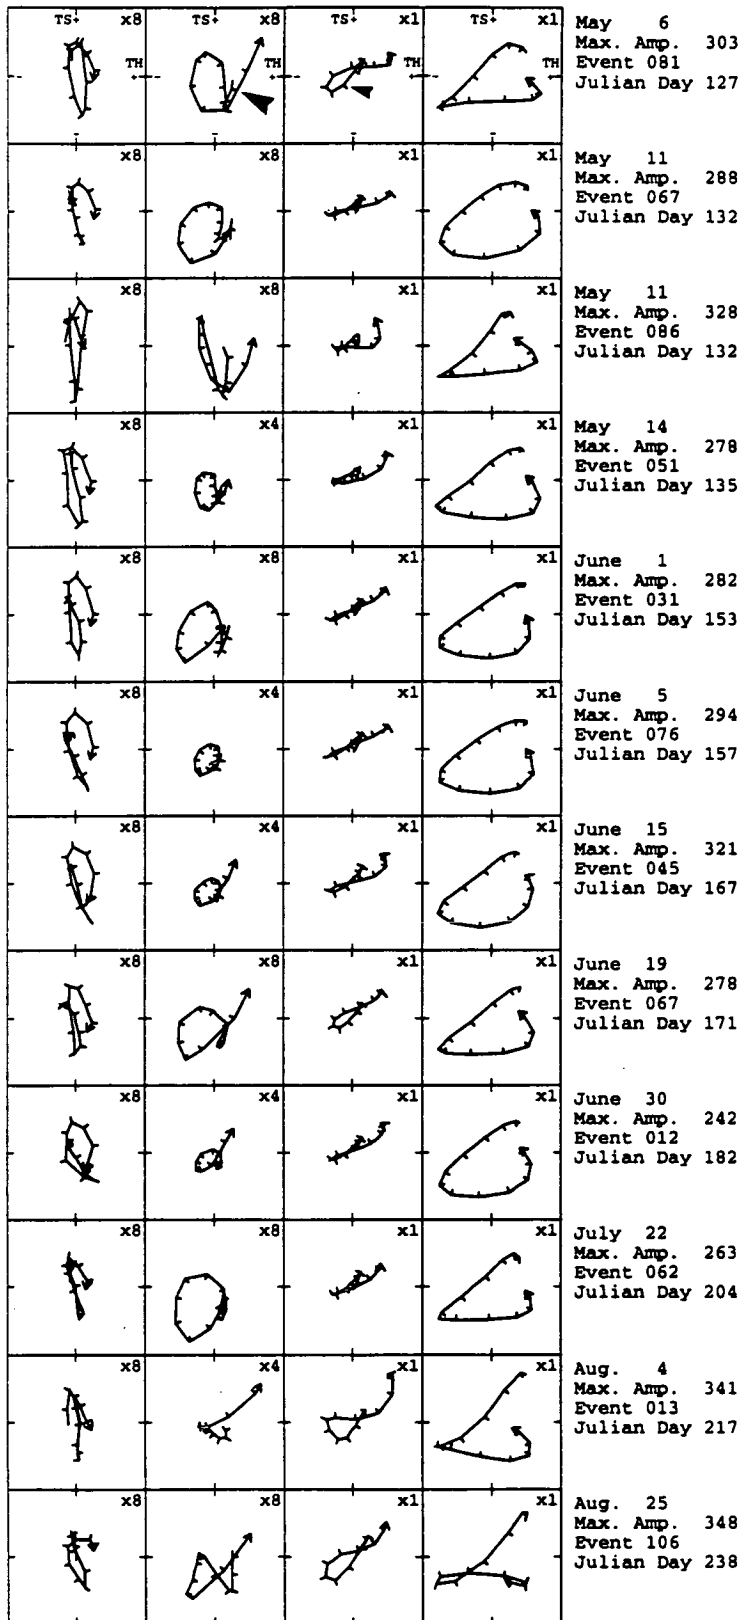 TS+ x8 TS+ x8 TS+ x1 TS+ x1
TH TH TH
-- +-- +-- +-- +
May 6
Max. Amp. 303
Event 081
Julian Day 127
x8 x8 x1 x1
May 11
Max. Amp. 288
Event 067
Julian Day 132
x8 x8 x1 x1
May 11
Max. Amp. 328
Event 086
Julian Day 132
x8 x4 x1 x1
May 14
Max. Amp. 278
Event 051
Julian Day 135
x8 x8 x1 x1
June 1
Max. Amp. 282
Event 031
Julian Day 153
x8 x4 x1 x1
June 5
Max. Amp. 294
Event 076
Julian Day 157
x8 x4 x1 x1
June 15
Max. Amp. 321
Event 045
Julian Day 167
x8 x8 x1 x1
June 19
Max. Amp. 278
Event 067
Julian Day 171
x8 x4 x1 x1
June 30
Max. Amp. 242
Event 012
Julian Day 182
x8 x8 x1 x1
July 22
Max. Amp. 263
Event 062
Julian Day 204
x8 x4 x1 x1
Aug. 4
Max. Amp. 341
Event 013
Julian Day 217
x8 x8 x1 x1
Aug. 25
Max. Amp. 348
Event 106
Julian Day 238